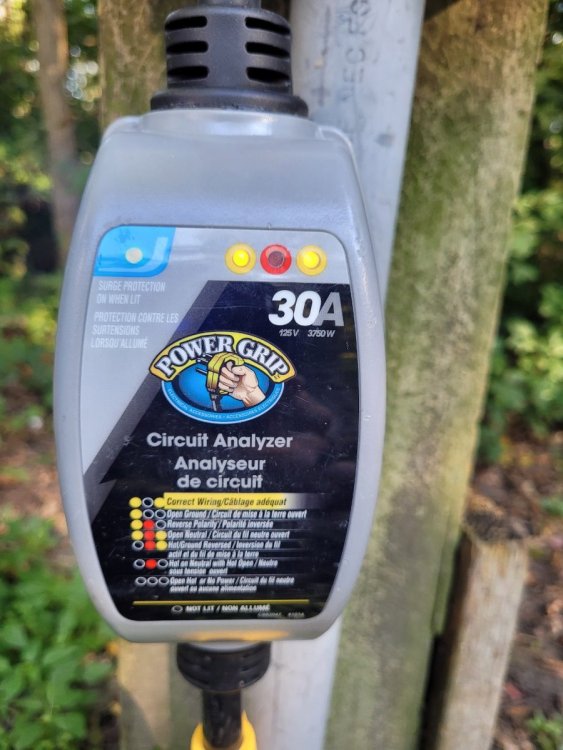 SURGE PROTECTION
ON WHEN LIT
PROTECTION CONTRE LES
SURTENSIONS
LORSQU'ALLUMÉ
30A
125V 3750W
POWER GRIP
ELECTRICAL ACCESSORIES • ACCESSOIRES ÉLECTRIQUES
Circuit Analyzer
Analyseur
de circuit
Correct Wiring/Câblage adéquat
Open Ground / Circuit de mise à la terre ouvert
Reverse Polarity / Polarité inversée
Open Neutral / Circuit du fil neutre ouvert
Hot/Ground Reversed / Inversion du fil
actif et du fil de mise à la terre
Hot on Neutral with Hot Open / Neutre
sous tension ouvert
Open Hot or No Power / Circuit du fil neutre
ouvert ou aucune alimentation
NOT LIT / NON ALLUMÉ